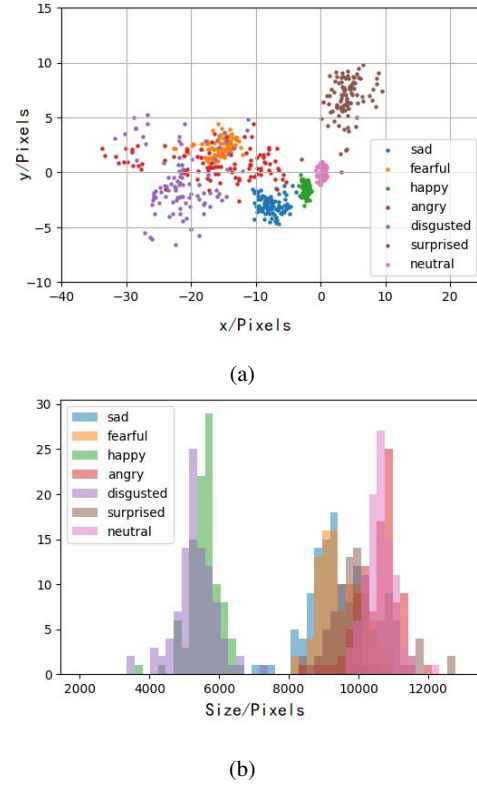 15
10
5
0
−5
−10
y/Pixels
sad
fearful
happy
angry
disgusted
surprised
neutral
−40 −30 −20 −10 0 10 20
x/Pixels
(a)
30
25
20
15
10
5
0
sad
fearful
happy
angry
disgusted
surprised
neutral
2000 4000 6000 8000 10000 12000
Size/Pixels
(b)